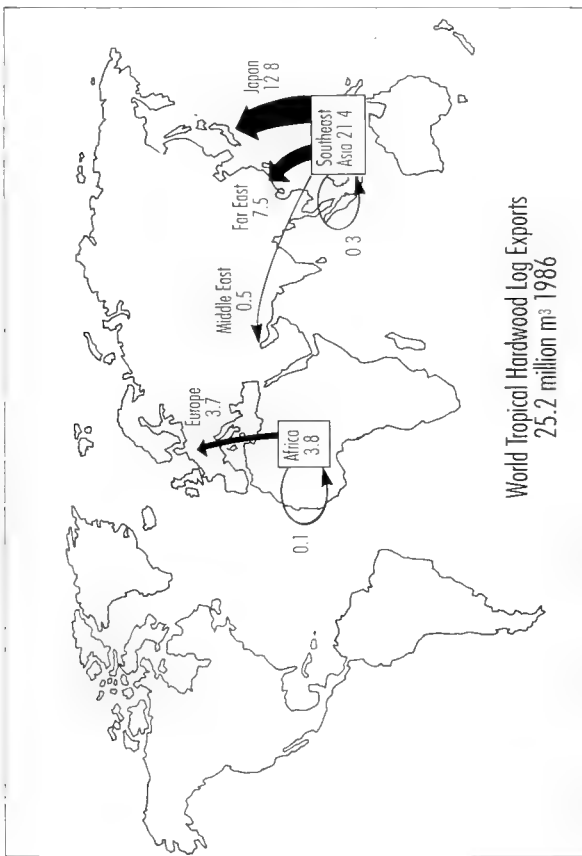 Japan
12 8
Far East
7.5
Southeast
Asia 21 4
0 3
Middle East
0.5
Europe
3.7
Africa
3.8
0.1
World Tropical Hardwood Log Exports
25.2 million m³ 1986